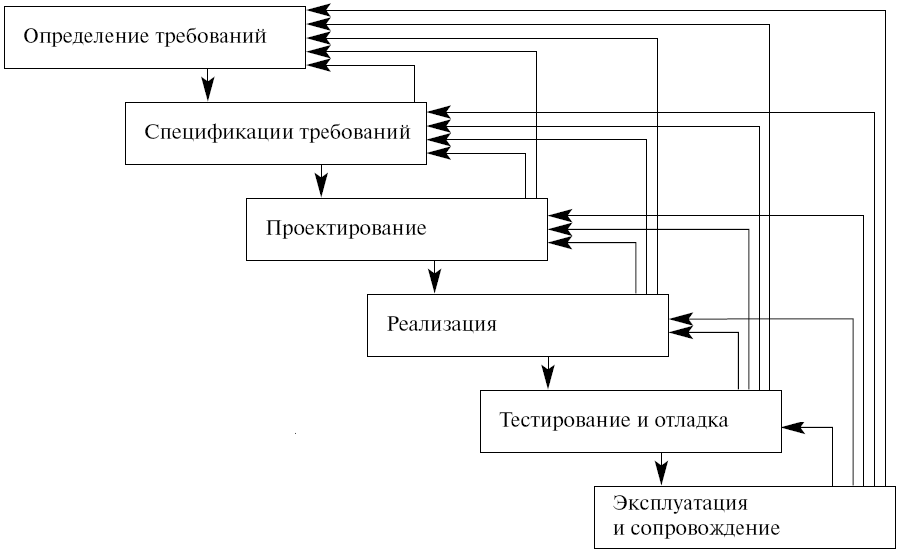 Определение требований
Спецификации требований
Проектирование
Реализация
Тестирование и отладка
Эксплуатация
и сопровождение